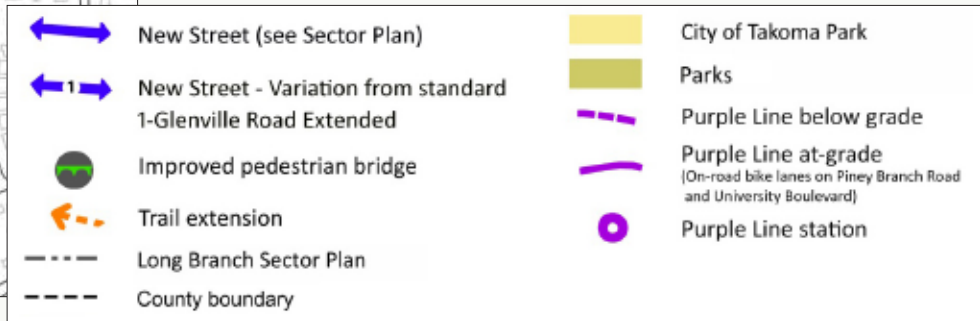 New Street (see Sector Plan)
1
New Street - Variation from standard
1-Glenville Road Extended
Improved pedestrian bridge
Trail extension
Long Branch Sector Plan
County boundary
City of Takoma Park
Parks
Purple Line below grade
Purple Line at-grade
(On-road bike lanes on Piney Branch Road
and University Boulevard)
Purple Line station